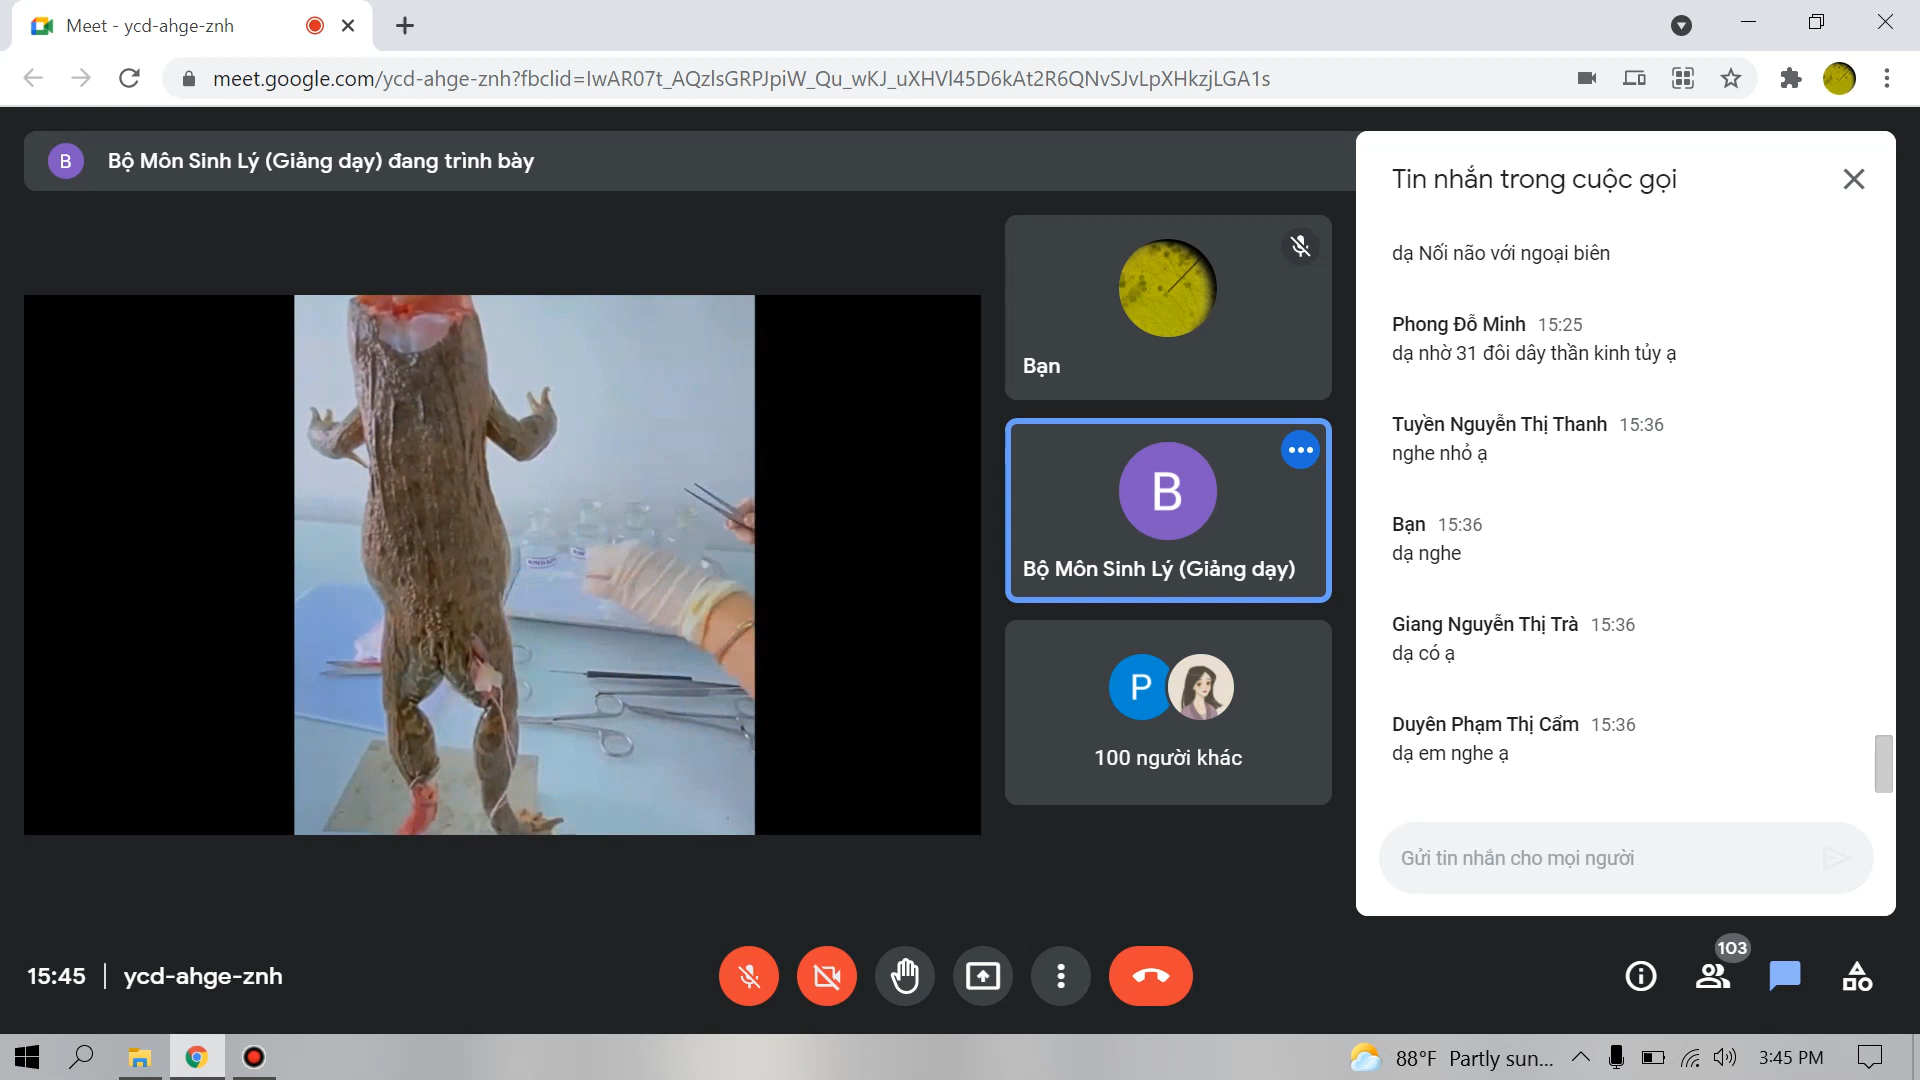 Meet - ycd-ahge-znh
meet.google.com/ycd-ahge-znh?fbclid=IwAR07t_AQzlsGRPJpiW_Qu_wKJ_uXHVl45D6kAt2R6QNvSJvLpXHkzjLGA1s
B
Bộ Môn Sinh Lý (Giảng dạy) đang trình bày
Bạn
B
Bộ Môn Sinh Lý (Giảng dạy)
P
100 người khác
Tin nhắn trong cuộc gọi
dạ Nối não với ngoại biên
Phong Đỗ Minh 15:25
dạ nhờ 31 đôi dây thần kinh tủy ạ
Tuyền Nguyễn Thị Thanh 15:36
nghe nhỏ ạ
Bạn 15:36
dạ nghe
Giang Nguyễn Thị Trà 15:36
dạ có ạ
Duyên Phạm Thị Cẩm 15:36
dạ em nghe ạ
Gửi tin nhắn cho mọi người
15:45 | ycd-ahge-znh
103
88°F Partly sun...
3:45 PM